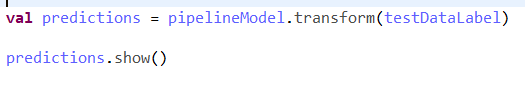 val predictions = pipelineModel.transform(testDataLabel)
predictions.show()